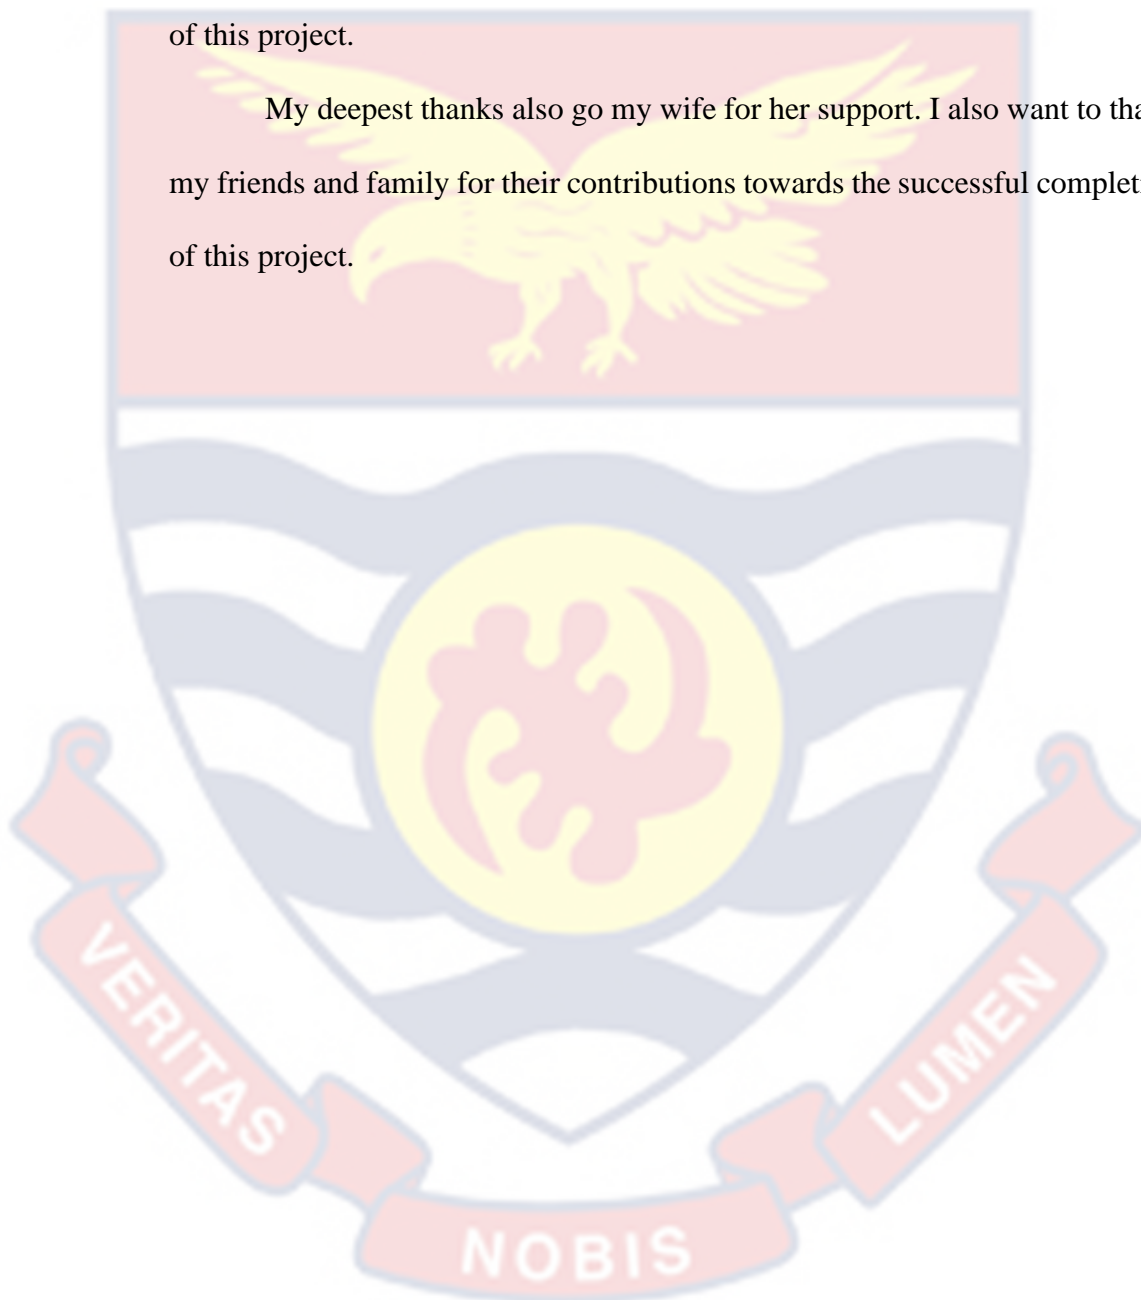 of this project.
My deepest thanks also go my wife for her support. I also want to tha
my friends and family for their contributions towards the successful complet
of this project.
VERITAS
NOBIS
LUMEN